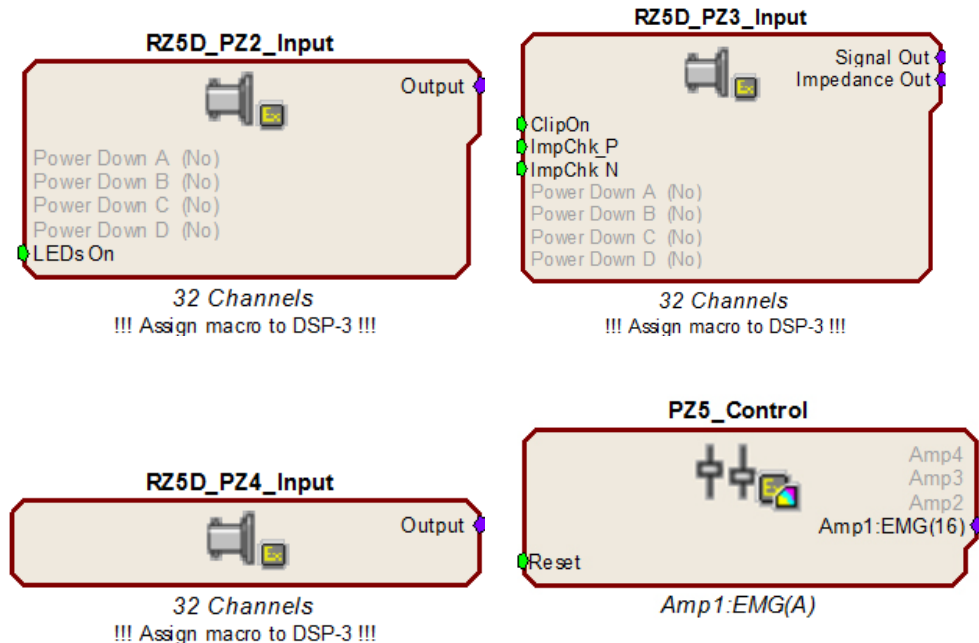 RZ5D_PZ2_Input
Output
Power Down A (No)
Power Down B (No)
Power Down C (No)
Power Down D (No)
LEDs On
32 Channels
!!! Assign macro to DSP-3 !!!
RZ5D_PZ3_Input
Signal Out
Impedance Out
ClipOn
ImpChk_P
ImpChk N
Power Down A (No)
Power Down B (No)
Power Down C (No)
Power Down D (No)
32 Channels
!!! Assign macro to DSP-3 !!!
RZ5D_PZ4_Input
Output
32 Channels
!!! Assign macro to DSP-3 !!!
PZ5_Control
Amp4
Amp3
Amp2
Amp1:EMG(16)
Reset
Amp1:EMG(A)